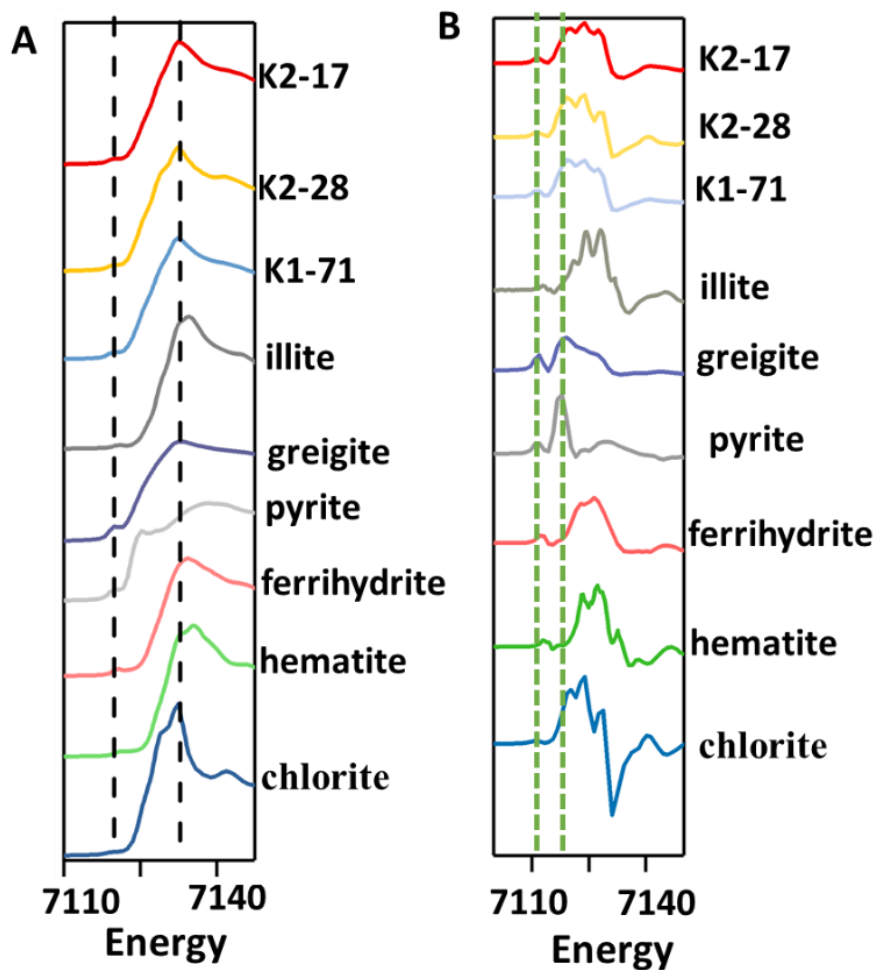 A
K2-17
K2-28
K1-71
illite
greigite
pyrite
ferrihydrite
hematite
chlorite
7110
7140
Energy
B
K2-17
K2-28
K1-71
illite
greigite
pyrite
ferrihydrite
hematite
chlorite
7110
7140
Energy